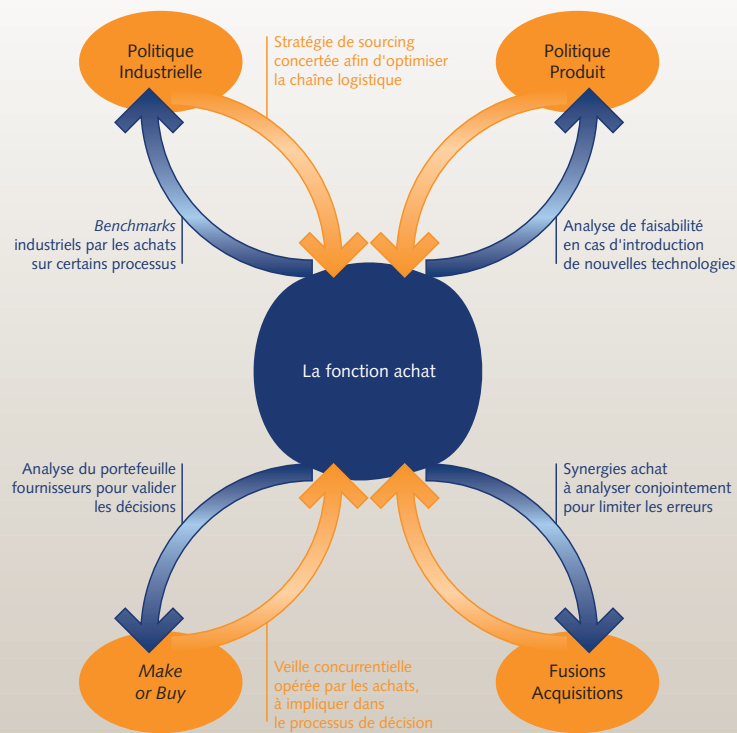 Politique
Industrielle
Stratégie de sourcing
concertée afin d'optimiser
la chaîne logistique
Politique
Produit
Benchmarks
industriels par les achats
sur certains processus
Analyse de faisabilité
en cas d'introduction
de nouvelles technologies
La fonction achat
Analyse du portefeuille
fournisseurs pour valider
les décisions
Synergies achat
à analyser conjointement
pour limiter les erreurs
Make
or Buy
Veille concurrentielle
opérée par les achats,
à impliquer dans
le processus de décision
Fusions
Acquisitions